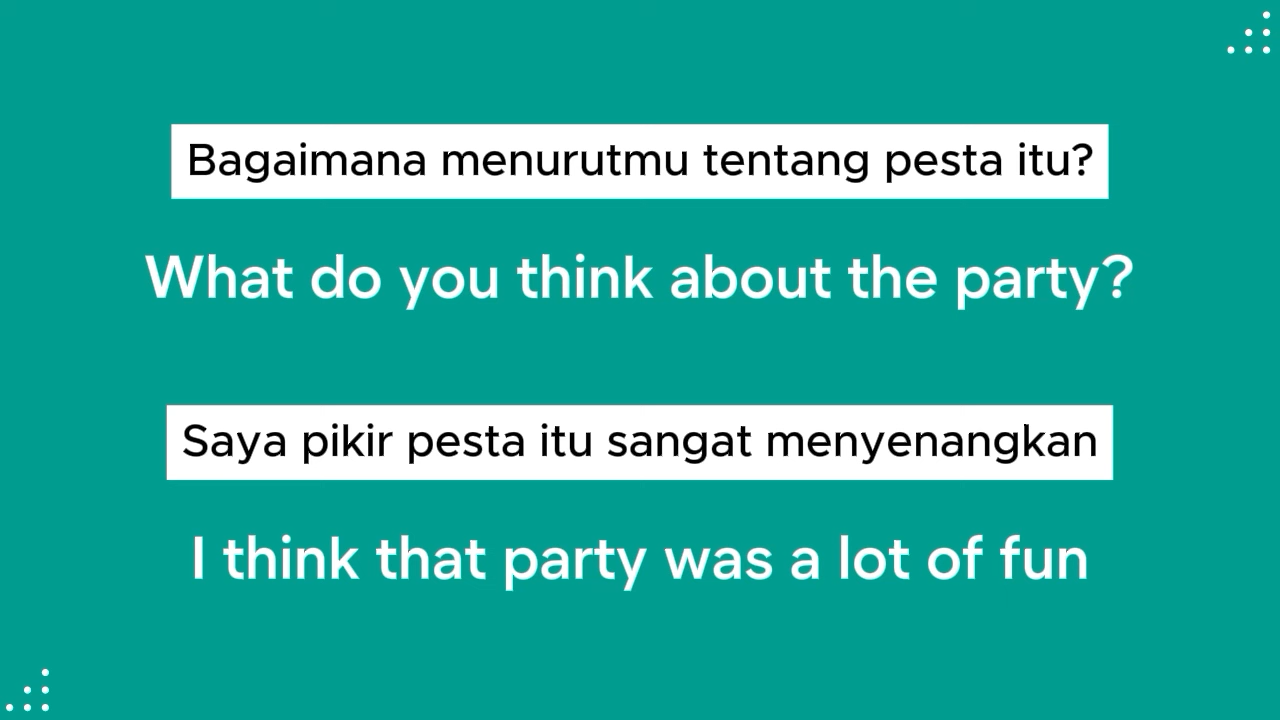 Bagaimana menurutmu tentang pesta itu?
What do you think about the party?
Saya pikir pesta itu sangat menyenangkan
I think that party was a lot of fun